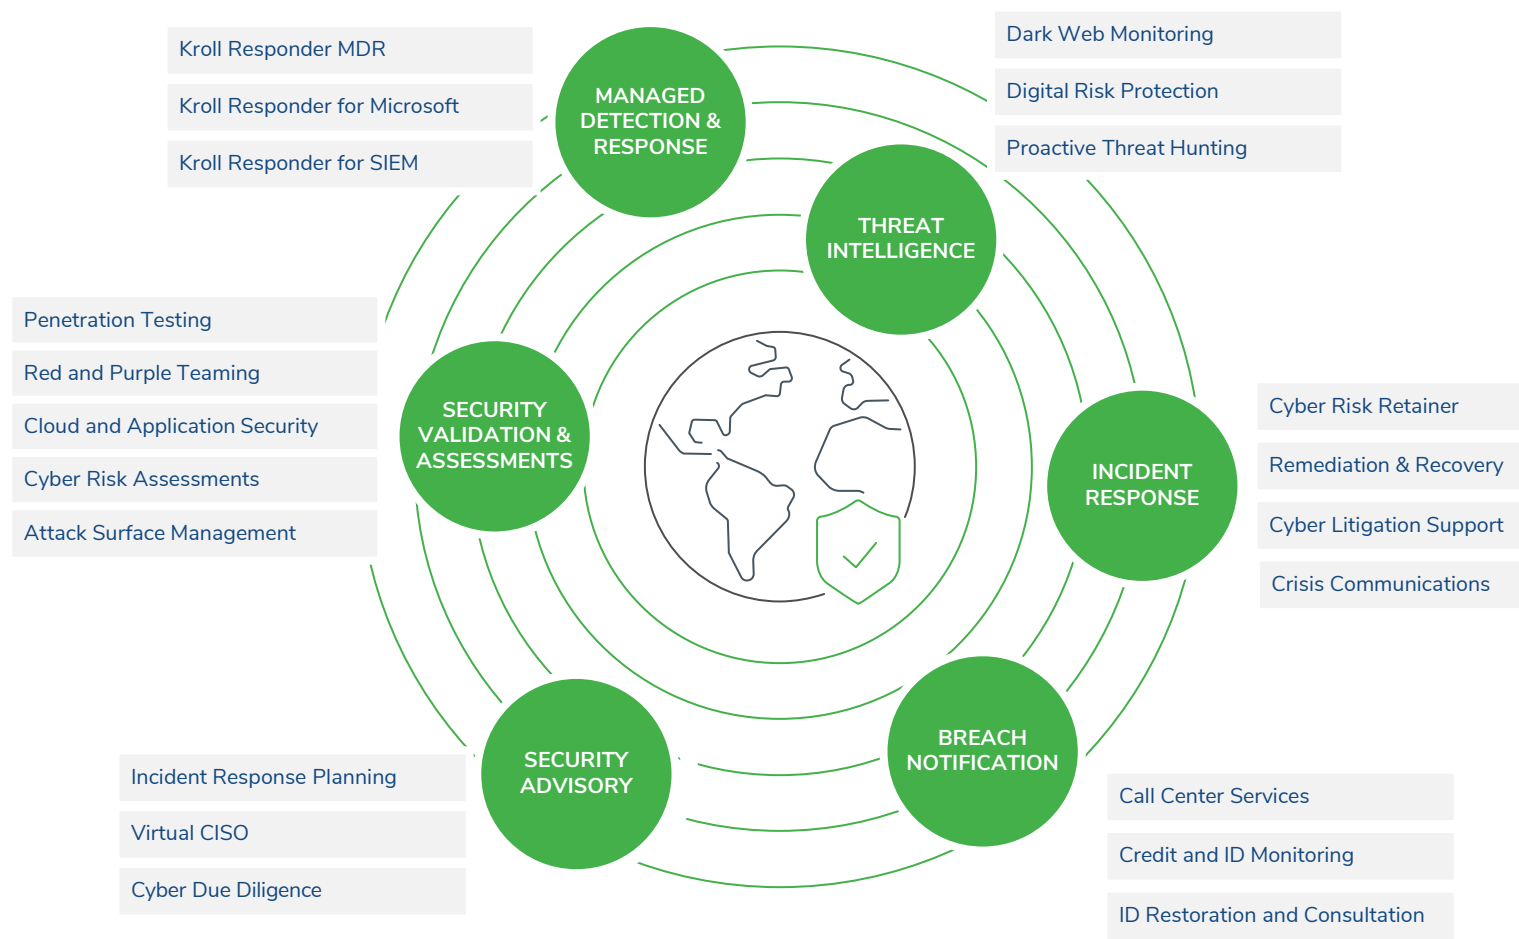 Kroll Responder MDR
Kroll Responder for Microsoft
Kroll Responder for SIEM
MANAGED
DETECTION &
RESPONSE
Dark Web Monitoring
Digital Risk Protection
Proactive Threat Hunting
THREAT
INTELLIGENCE
Penetration Testing
Red and Purple Teaming
Cloud and Application Security
Cyber Risk Assessments
Attack Surface Management
SECURITY
VALIDATION &
ASSESSMENTS
INCIDENT
RESPONSE
Cyber Risk Retainer
Remediation & Recovery
Cyber Litigation Support
Crisis Communications
Incident Response Planning
Virtual CISO
Cyber Due Diligence
SECURITY
ADVISORY
BREACH
NOTIFICATION
Call Center Services
Credit and ID Monitoring
ID Restoration and Consultation